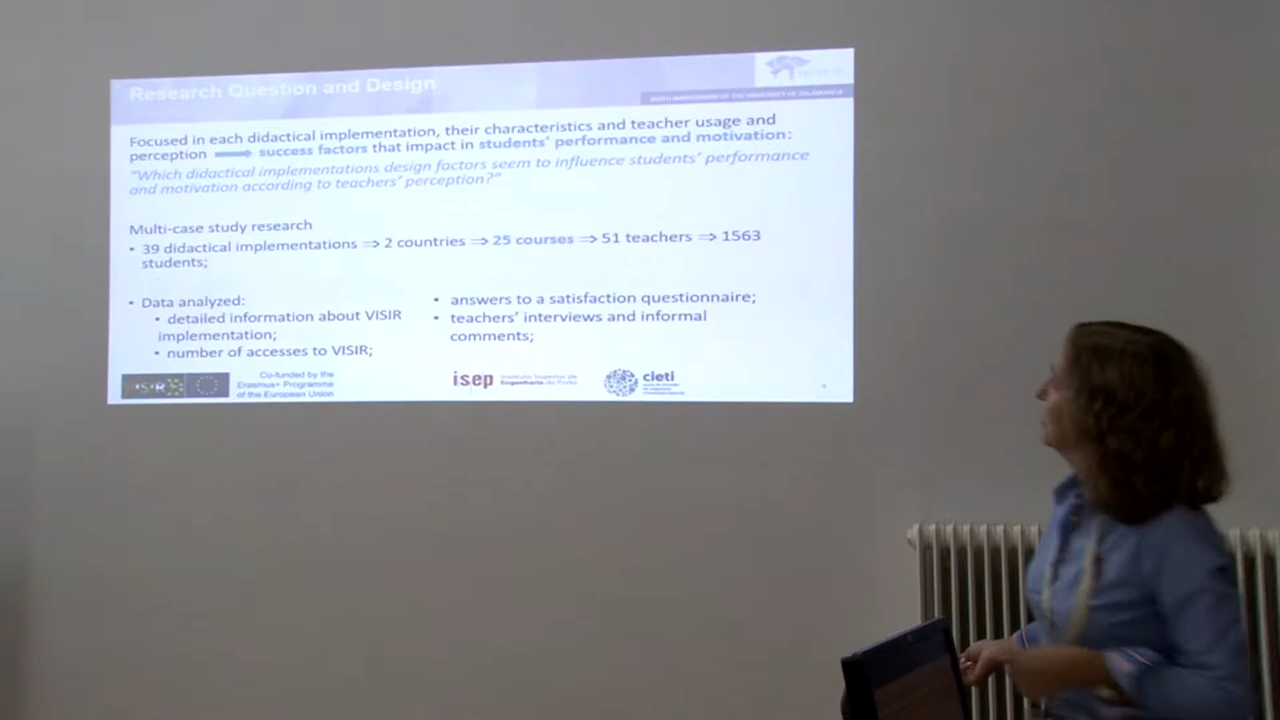 Research Question and Design
Focused in each didactical implementation, their characteristics and teacher usage and
perception ⟹ success factors that impact in students' performance and motivation:
"Which didactical implementations design factors seem to influence students' performance
and motivation according to teachers' perception?"
Multi-case study research
• 39 didactical implementations ⇒ 2 countries ⇒ 25 courses ⇒ 51 teachers ⇒ 1563
students;
• Data analyzed:
• detailed information about VISIR
implementation;
• number of accesses to VISIR;
• answers to a satisfaction questionnaire;
• teachers' interviews and informal
comments;
VISIR
Co-funded by the
Erasmus+ Programme
of the European Union
isep
Instituto Superior de
Engenharia do Porto
cieti